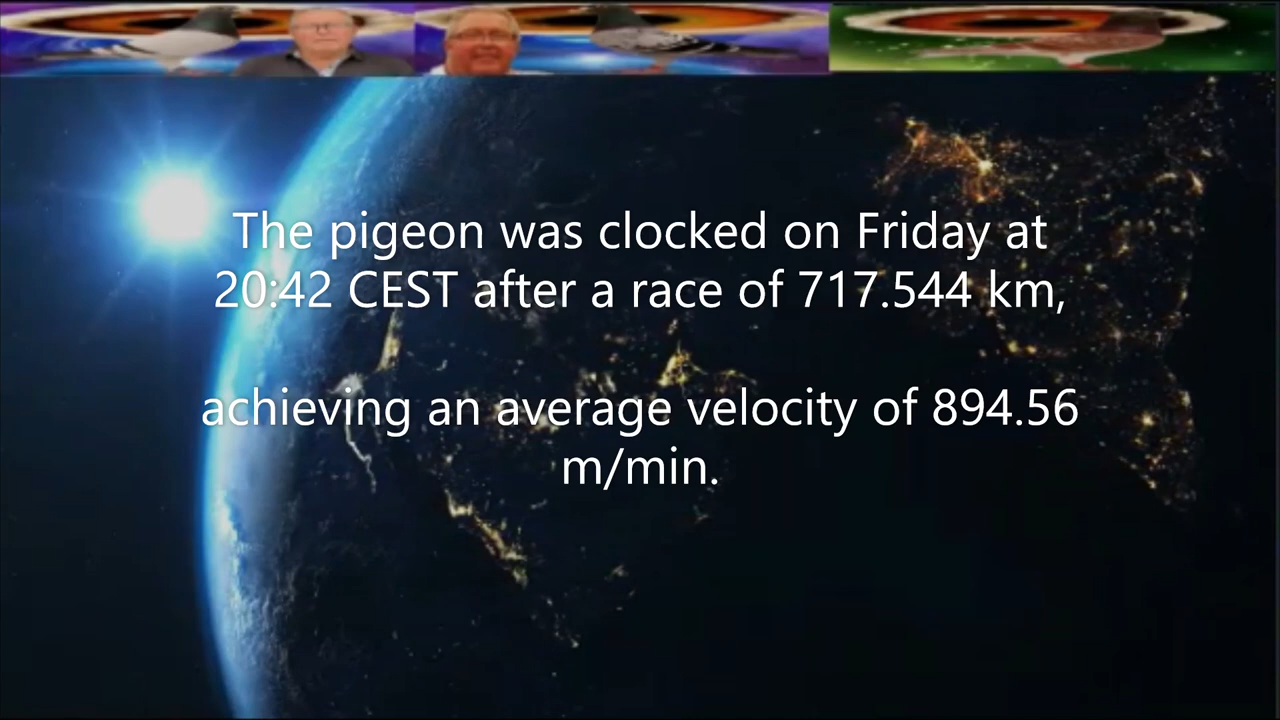 The pigeon was clocked on Friday at
20:42 CEST after a race of 717.544 km,
achieving an average velocity of 894.56
m/min.